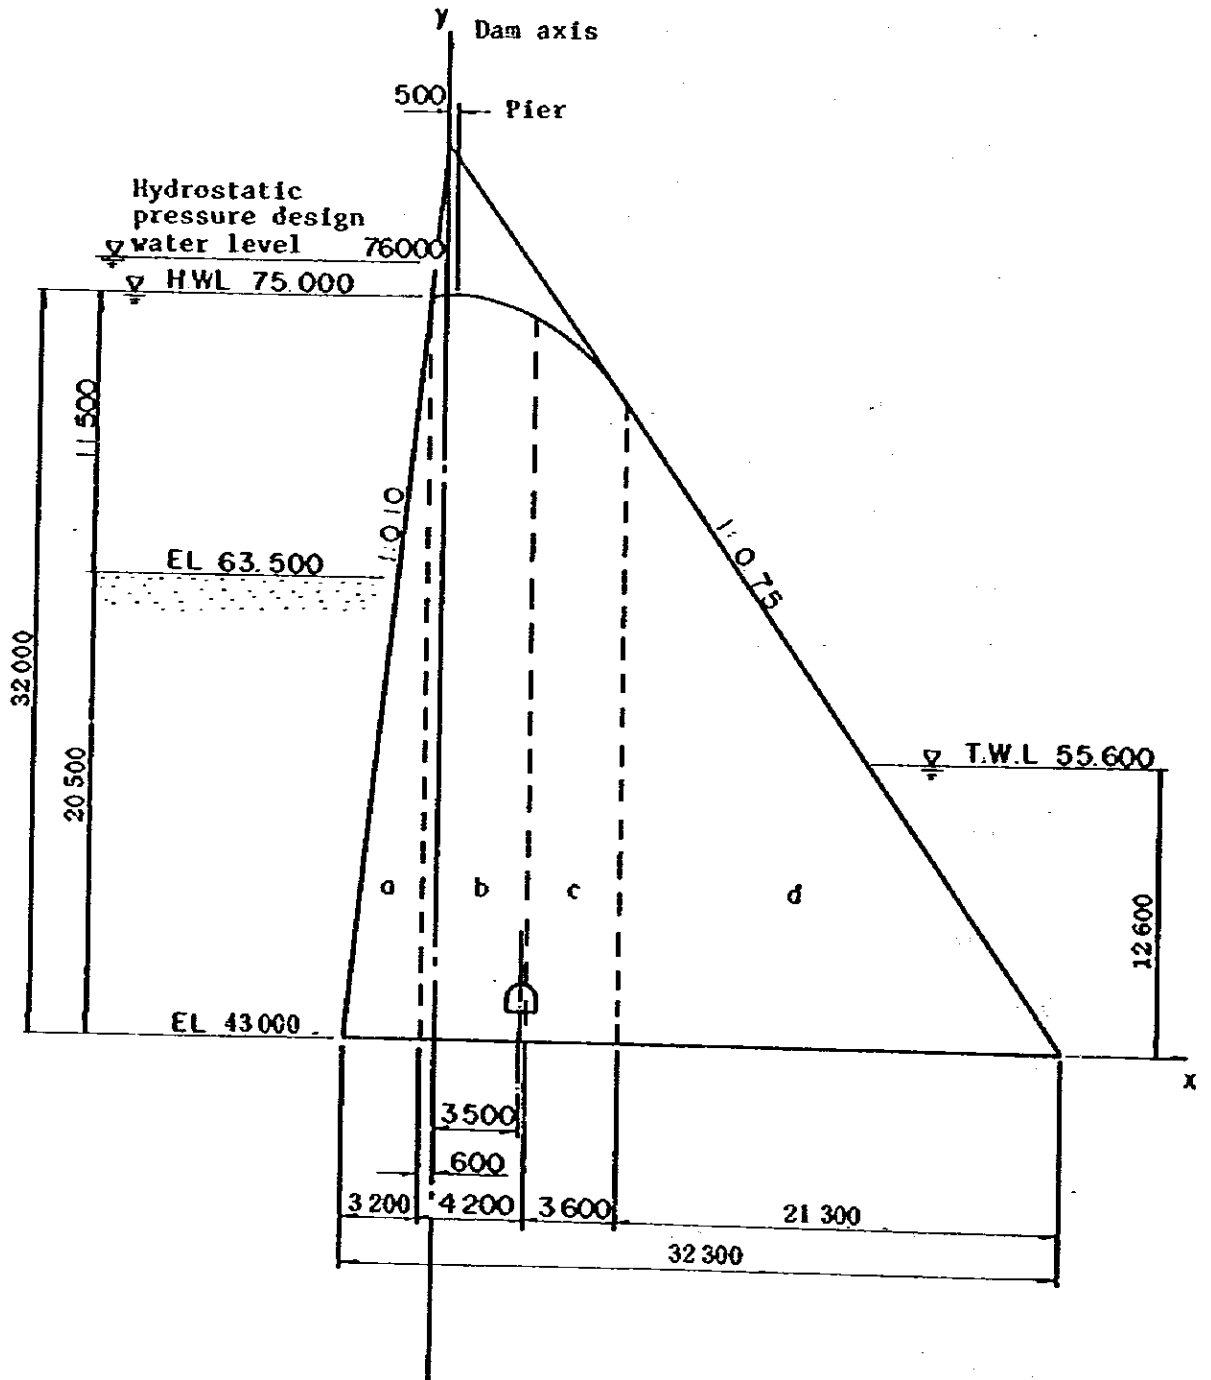 y
Dam axis
500
Pier
Hydrostatic
pressure design
water level
76000
H.WL 75.000
11500
1:0.10
EL 63.500
1:0.75
32000
20500
T.W.L 55.600
a
b
c
d
12600
EL 43000
x
3500
600
3200
4200
3600
21300
32300